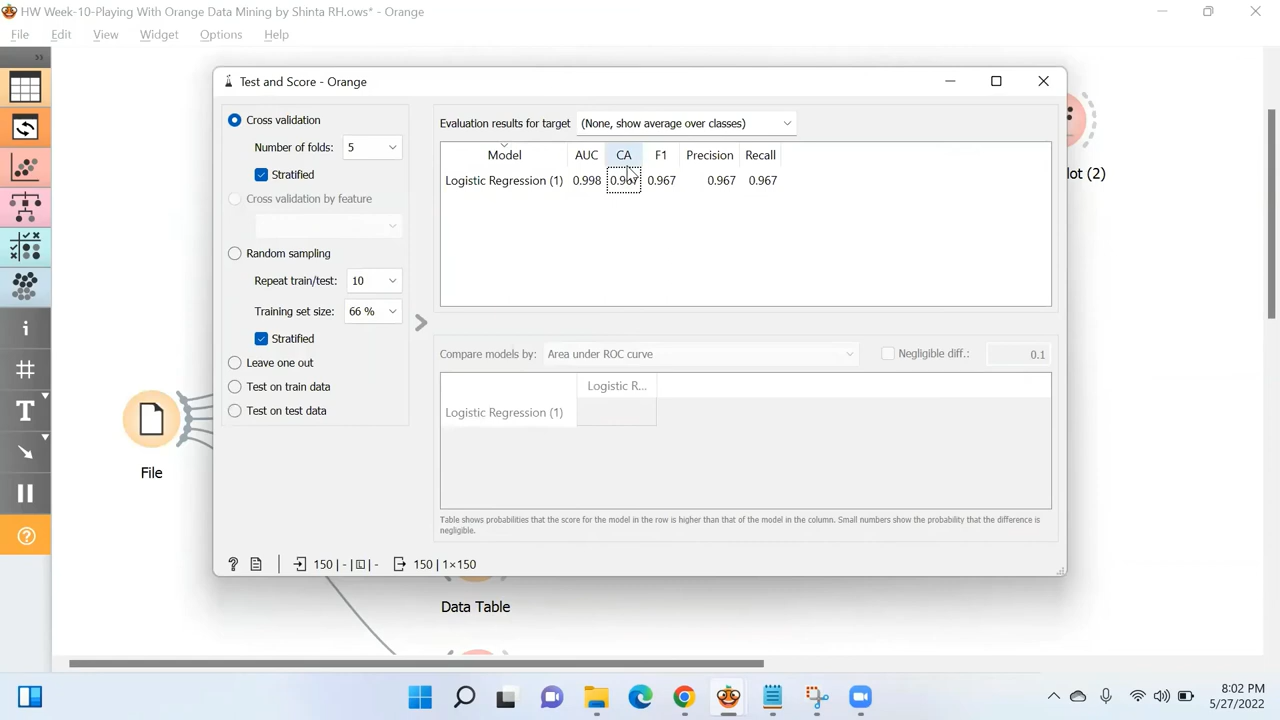 HW Week-10-Playing With Orange Data Mining by Shinta RH.ows* - Orange
File Edit View Widget Options Help
Test and Score - Orange
Cross validation
Number of folds: 5
Stratified
Cross validation by feature
Random sampling
Repeat train/test: 10
Training set size: 66 %
Stratified
Leave one out
Test on train data
Test on test data
Evaluation results for target (None, show average over classes)
Model AUC CA F1 Precision Recall
Logistic Regression (1) 0.998 0.967 0.967 0.967 0.967
Compare models by: Area under ROC curve Negligible diff.: 0.1
Logistic R...
Logistic Regression (1)
Table shows probabilities that the score for the model in the row is higher than that of the model in the column. Small numbers show the probability that the difference is
negligible.
? 150 | - | - 150 | 1×150
lot (2)
File
Data Table
T
8:02 PM
5/27/2022